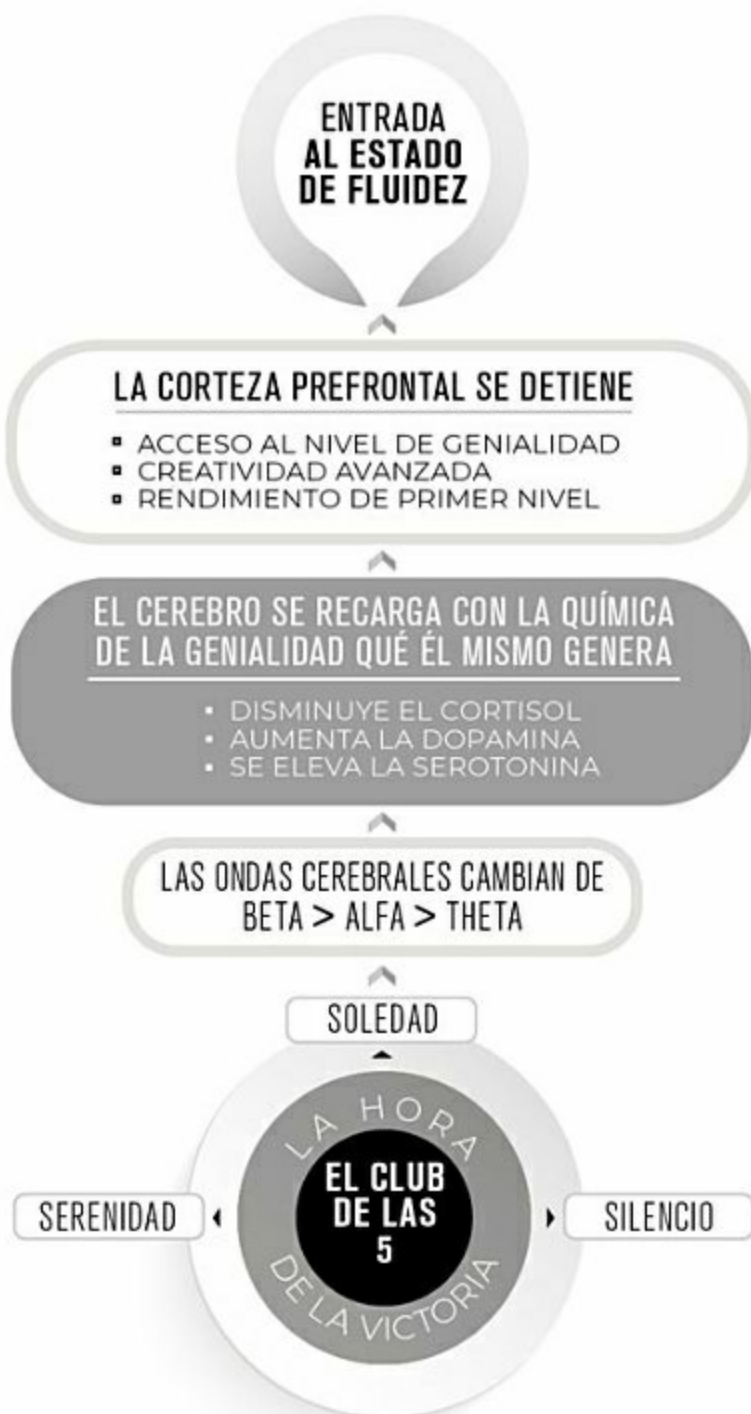 ENTRADA
AL ESTADO
DE FLUIDEZ
LA CORTEZA PREFRONTAL SE DETIENE
▪ ACCESO AL NIVEL DE GENIALIDAD
▪ CREATIVIDAD AVANZADA
▪ RENDIMIENTO DE PRIMER NIVEL
EL CEREBRO SE RECARGA CON LA QUÍMICA
DE LA GENIALIDAD QUÉ ÉL MISMO GENERA
▪ DISMINUYE EL CORTISOL
▪ AUMENTA LA DOPAMINA
▪ SE ELEVA LA SEROTONINA
LAS ONDAS CEREBRALES CAMBIAN DE
BETA > ALFA > THETA
SOLEDAD
LA HORA
EL CLUB
DE LAS
5
SERENIDAD
SILENCIO
DE LA VICTORIA